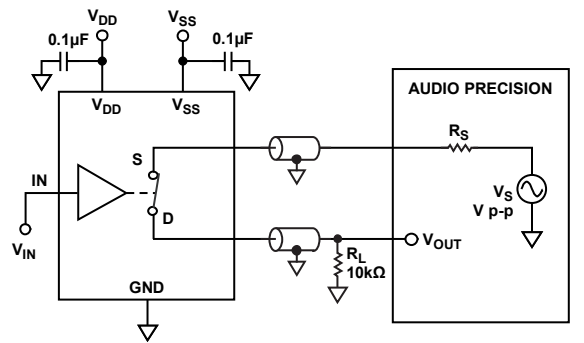 VDD
VSS
0.1µF
0.1µF
VDD
VSS
AUDIO PRECISION
RS
S
IN
VS
V p-p
D
VIN
VOUT
RL
10kΩ
GND